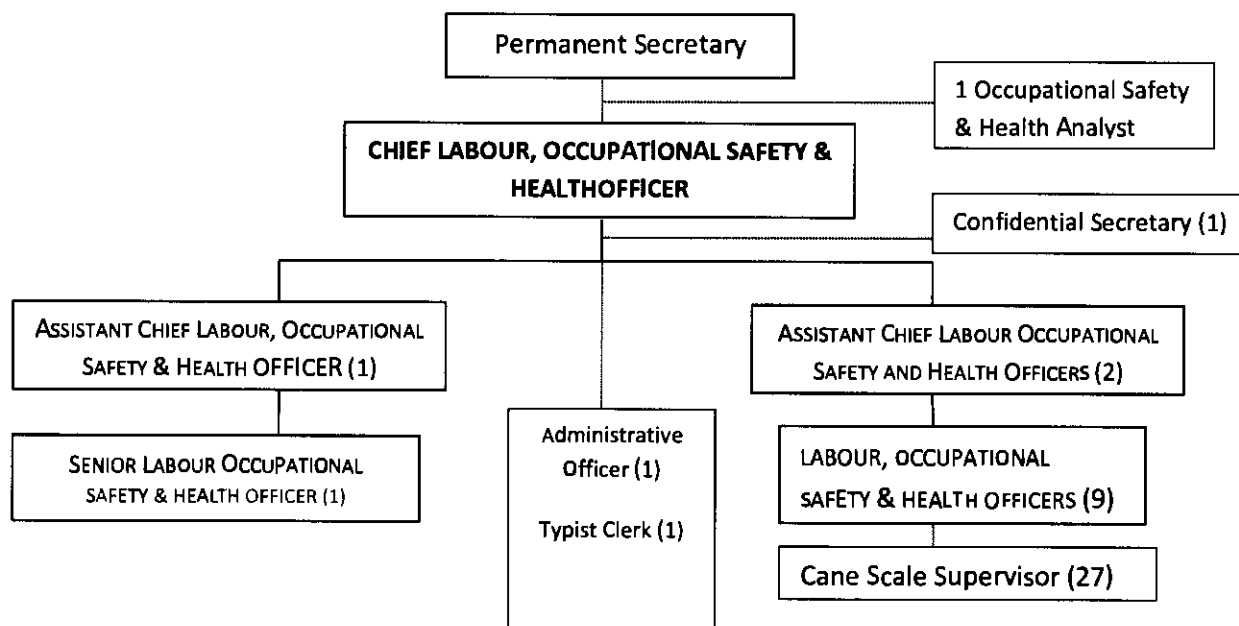 Permanent Secretary
1 Occupational Safety
& Health Analyst
CHIEF LABOUR, OCCUPATIONAL SAFETY &
HEALTHOFFICER
Confidential Secretary (1)
ASSISTANT CHIEF LABOUR, OCCUPATIONAL
SAFETY & HEALTH OFFICER (1)
ASSISTANT CHIEF LABOUR OCCUPATIONAL
SAFETY AND HEALTH OFFICERS (2)
SENIOR LABOUR OCCUPATIONAL
SAFETY & HEALTH OFFICER (1)
Administrative
Officer (1)
Typist Clerk (1)
LABOUR, OCCUPATIONAL
SAFETY & HEALTH OFFICERS (9)
Cane Scale Supervisor (27)